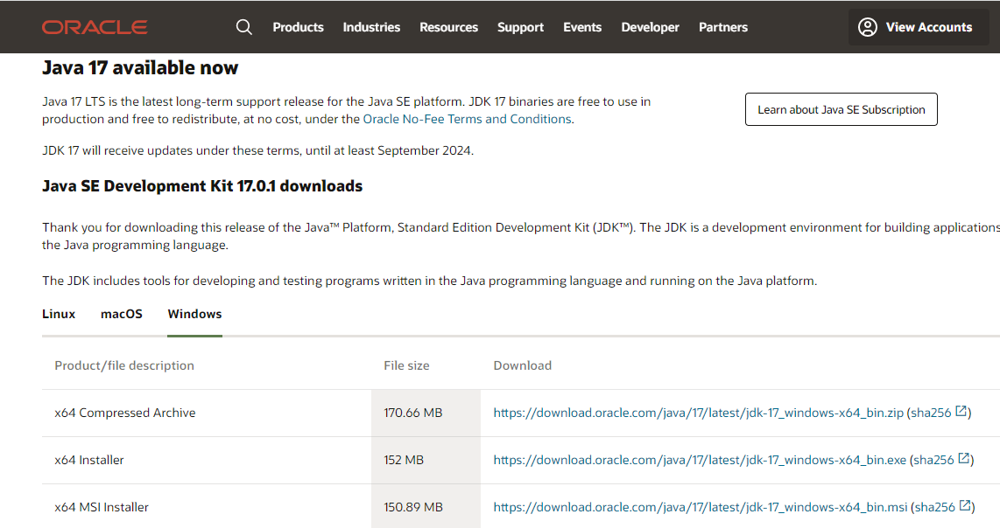 ORACLE Products Industries Resources Support Events Developer Partners View Accounts
Java 17 available now
Java 17 LTS is the latest long-term support release for the Java SE platform. JDK 17 binaries are free to use in
production and free to redistribute, at no cost, under the Oracle No-Fee Terms and Conditions.
Learn about Java SE Subscription
JDK 17 will receive updates under these terms, until at least September 2024.
Java SE Development Kit 17.0.1 downloads
Thank you for downloading this release of the Java™ Platform, Standard Edition Development Kit (JDK™). The JDK is a development environment for building applications
the Java programming language.
The JDK includes tools for developing and testing programs written in the Java programming language and running on the Java platform.
Linux macOS Windows
Product/file description File size Download
x64 Compressed Archive 170.66 MB https://download.oracle.com/java/17/latest/jdk-17_windows-x64_bin.zip (sha256)
x64 Installer 152 MB https://download.oracle.com/java/17/latest/jdk-17_windows-x64_bin.exe (sha256)
x64 MSI Installer 150.89 MB https://download.oracle.com/java/17/latest/jdk-17_windows-x64_bin.msi (sha256)